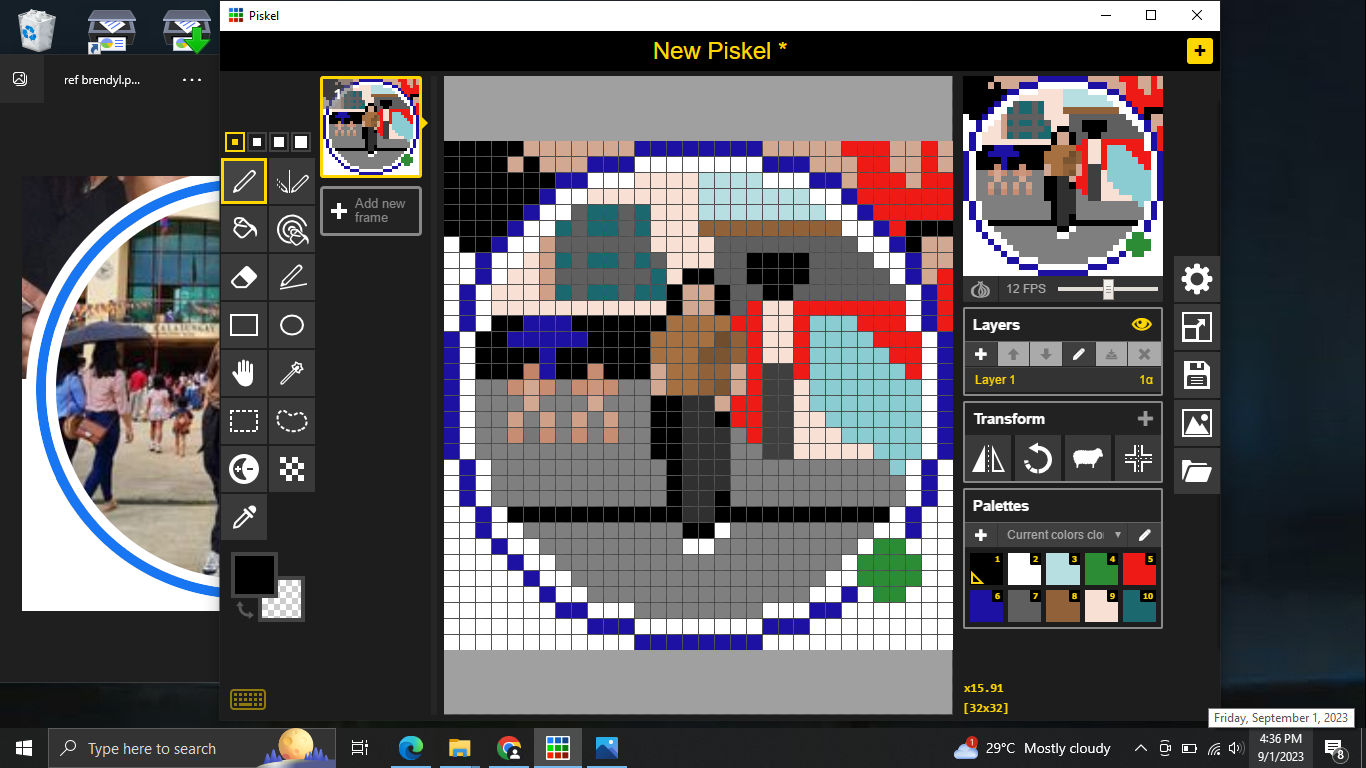 Piskel
New Piskel *
ref brendyl.p...
1
Add new
frame
12 FPS
Layers
Layer 1
1α
Transform
Palettes
Current colors clo
1
2
3
4
5
6
7
8
9
10
x15.91
[32x32]
Friday, September 1, 2023
Type here to search
1
29°C Mostly cloudy
4:36 PM
9/1/2023
8